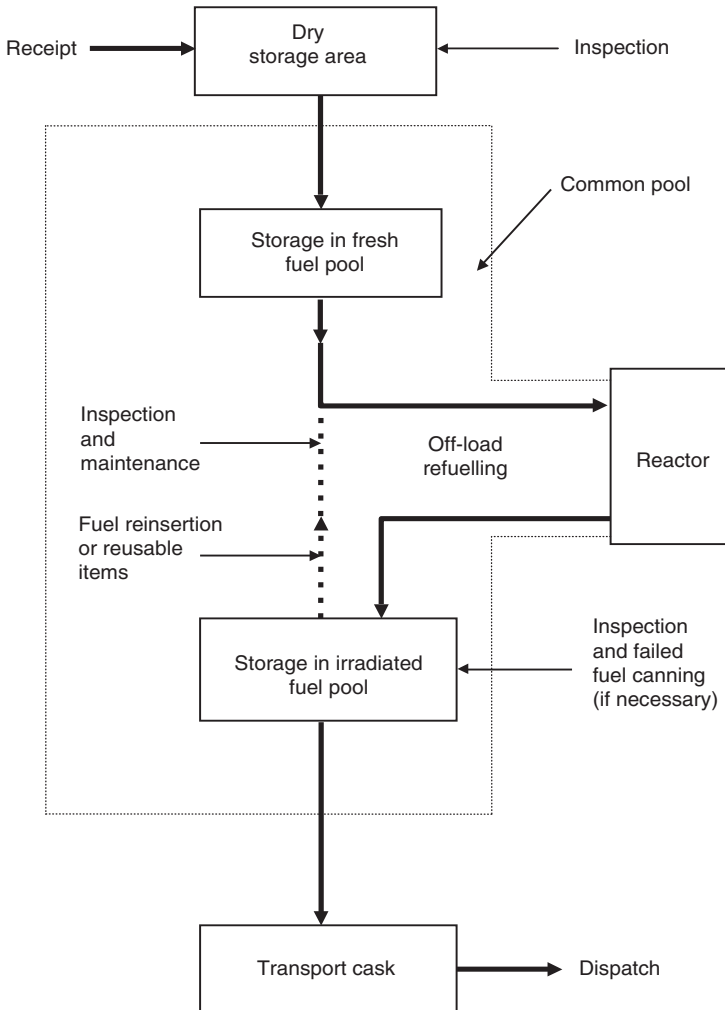 Receipt
Dry
storage area
Inspection
Common pool
Storage in fresh
fuel pool
Inspection
and
maintenance
Off-load
refuelling
Reactor
Fuel reinsertion
or reusable
items
Storage in irradiated
fuel pool
Inspection
and failed
fuel canning
(if necessary)
Transport cask
Dispatch